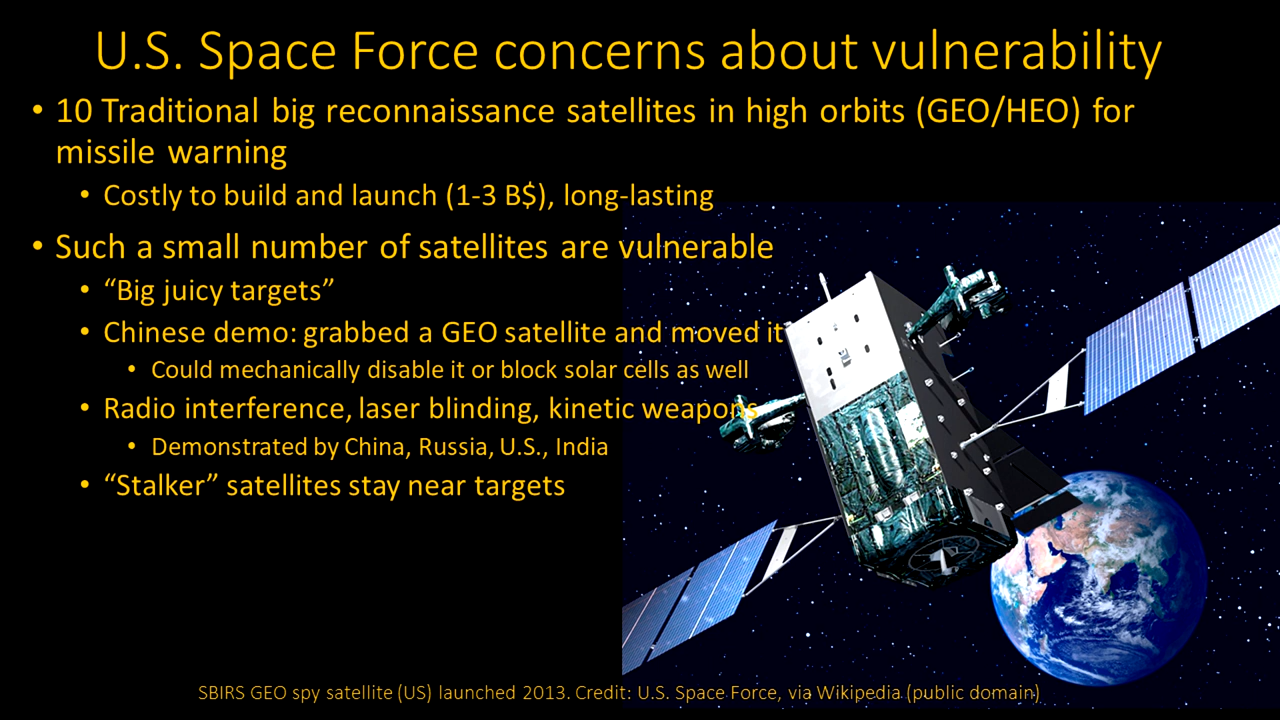 U.S. Space Force concerns about vulnerability
• 10 Traditional big reconnaissance satellites in high orbits (GEO/HEO) for
missile warning
• Costly to build and launch (1-3 B$), long-lasting
• Such a small number of satellites are vulnerable
• “Big juicy targets”
• Chinese demo: grabbed a GEO satellite and moved it
• Could mechanically disable it or block solar cells as well
• Radio interference, laser blinding, kinetic weapons
• Demonstrated by China, Russia, U.S., India
• “Stalker” satellites stay near targets
SBIRS GEO spy satellite (US) launched 2013. Credit: U.S. Space Force, via Wikipedia (public domain)